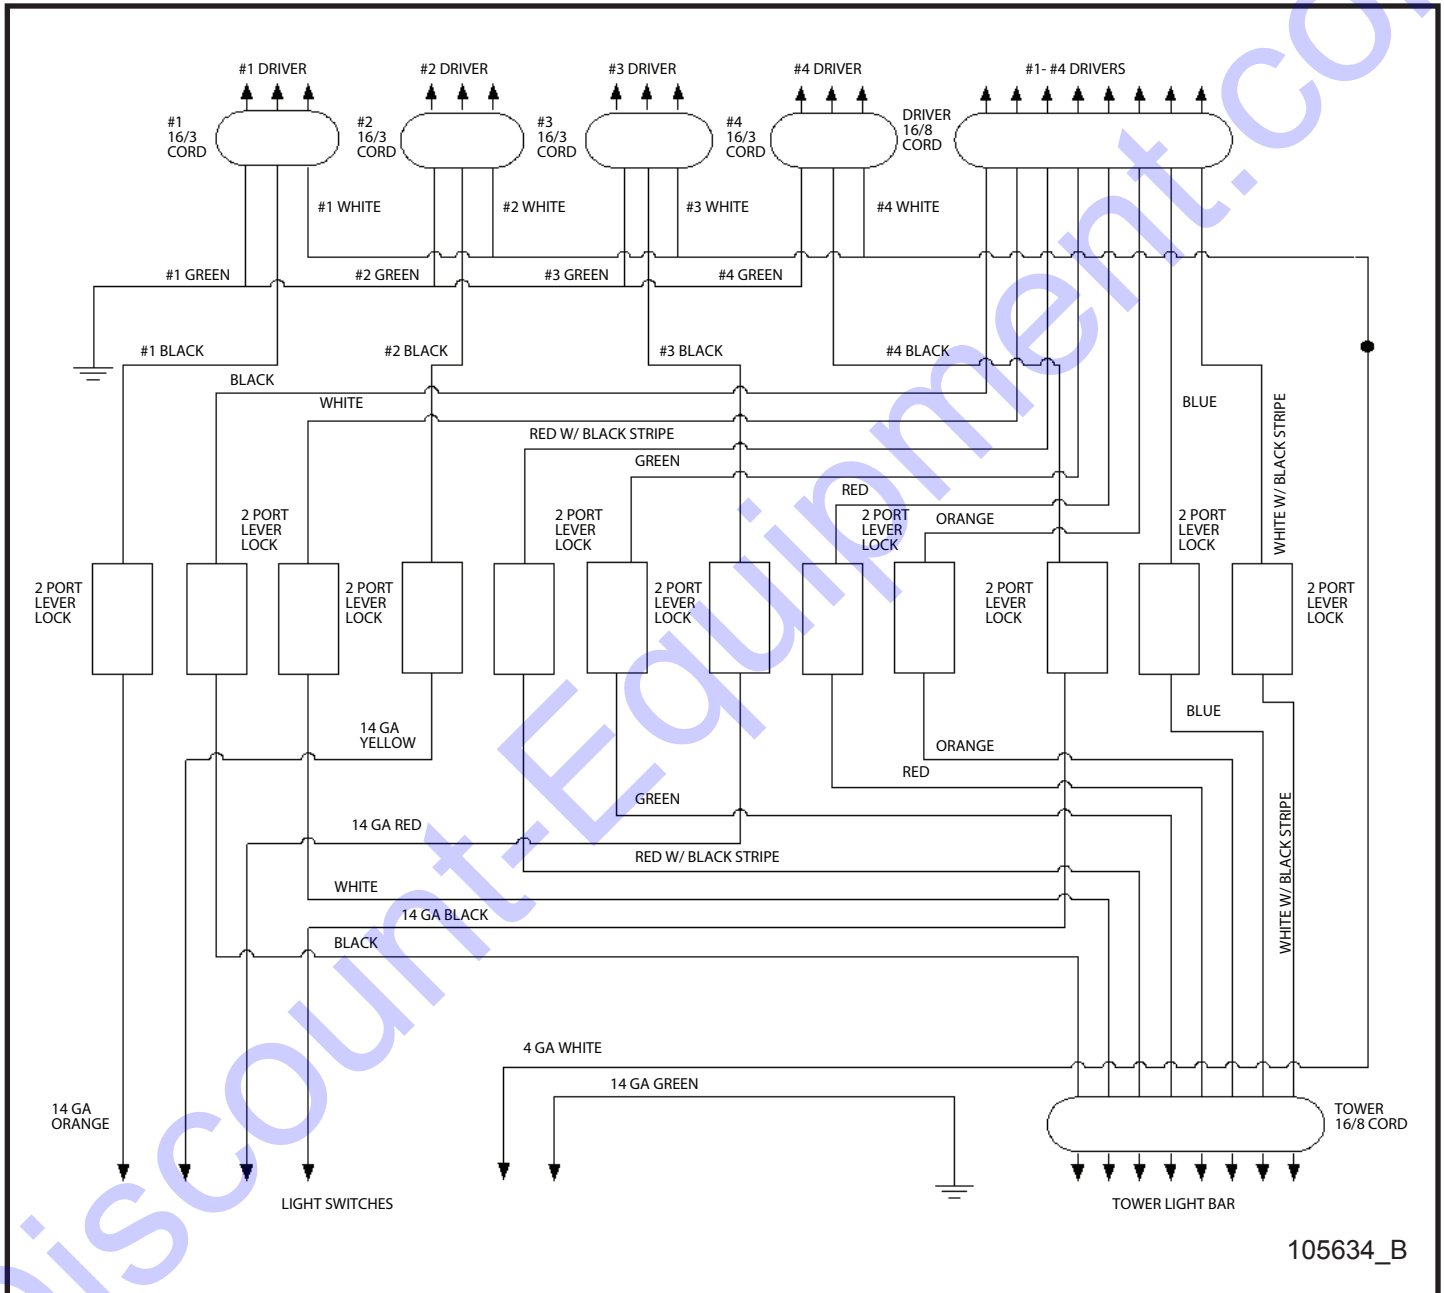 #1 DRIVER
#2 DRIVER
#3 DRIVER
#4 DRIVER
#1- #4 DRIVERS
#1
16/3
CORD
#2
16/3
CORD
#3
16/3
CORD
#4
16/3
CORD
DRIVER
16/8
CORD
#1 WHITE
#2 WHITE
#3 WHITE
#4 WHITE
#1 GREEN
#2 GREEN
#3 GREEN
#4 GREEN
#1 BLACK
#2 BLACK
#3 BLACK
#4 BLACK
BLACK
WHITE
BLUE
WHITE W/ BLACK STRIPE
RED W/ BLACK STRIPE
GREEN
RED
ORANGE
2 PORT
LEVER
LOCK
2 PORT
LEVER
LOCK
2 PORT
LEVER
LOCK
2 PORT
LEVER
LOCK
2 PORT
LEVER
LOCK
2 PORT
LEVER
LOCK
2 PORT
LEVER
LOCK
2 PORT
LEVER
LOCK
2 PORT
LEVER
LOCK
BLUE
14 GA
YELLOW
ORANGE
RED
GREEN
14 GA RED
RED W/ BLACK STRIPE
WHITE W/ BLACK STRIPE
WHITE
14 GA BLACK
BLACK
4 GA WHITE
14 GA GREEN
14 GA
ORANGE
TOWER
16/8 CORD
LIGHT SWITCHES
TOWER LIGHT BAR
105634_B
Discount-Equipment.com